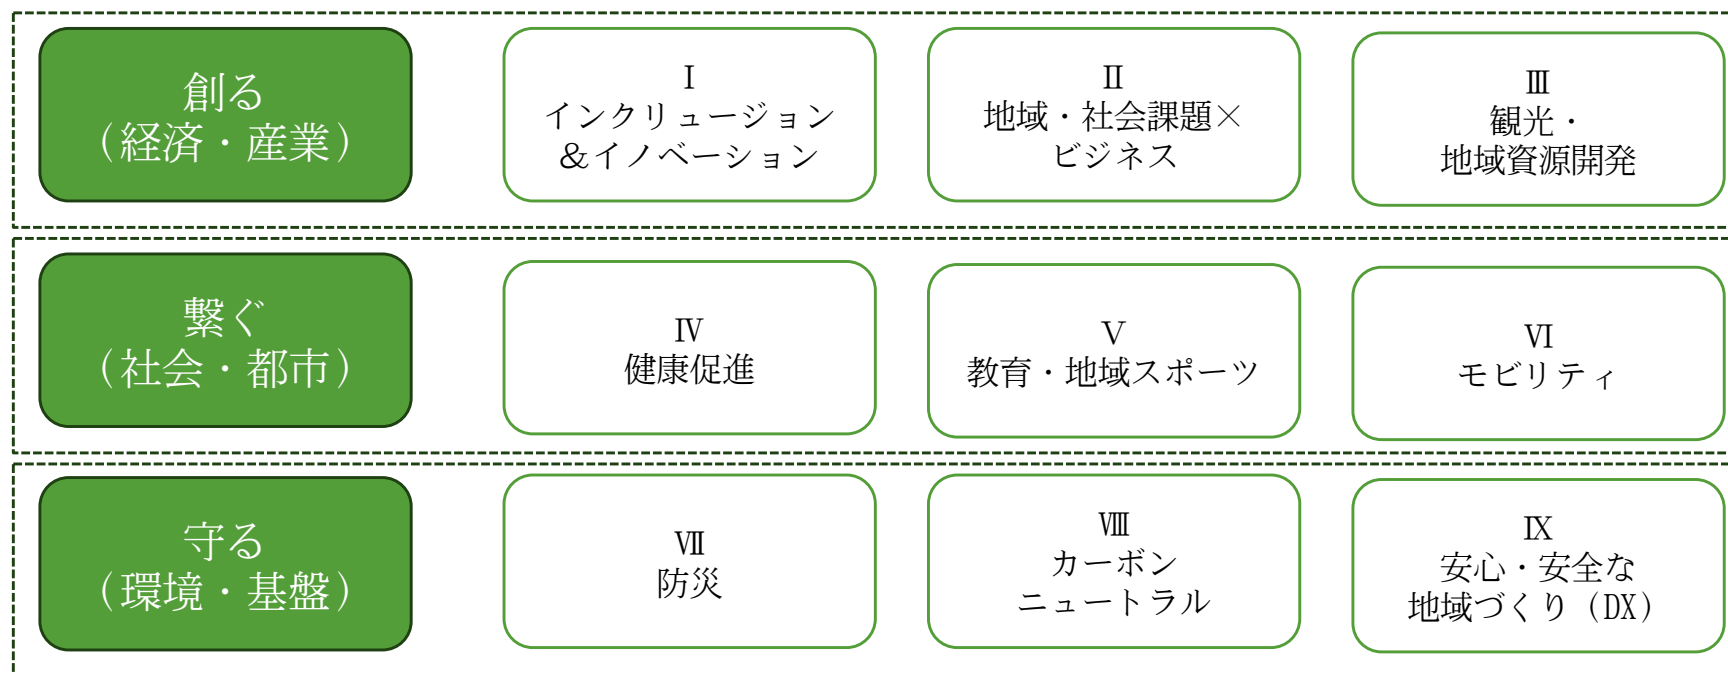 創る
（経済・産業）
Ⅰ
インクリュージョン
＆イノベーション
Ⅱ
地域・社会課題×
ビジネス
Ⅲ
観光・
地域資源開発
繋ぐ
（社会・都市）
Ⅳ
健康促進
Ⅴ
教育・地域スポーツ
Ⅵ
モビリティ
守る
（環境・基盤）
Ⅶ
防災
Ⅷ
カーボン
ニュートラル
Ⅸ
安心・安全な
地域づくり（DX）